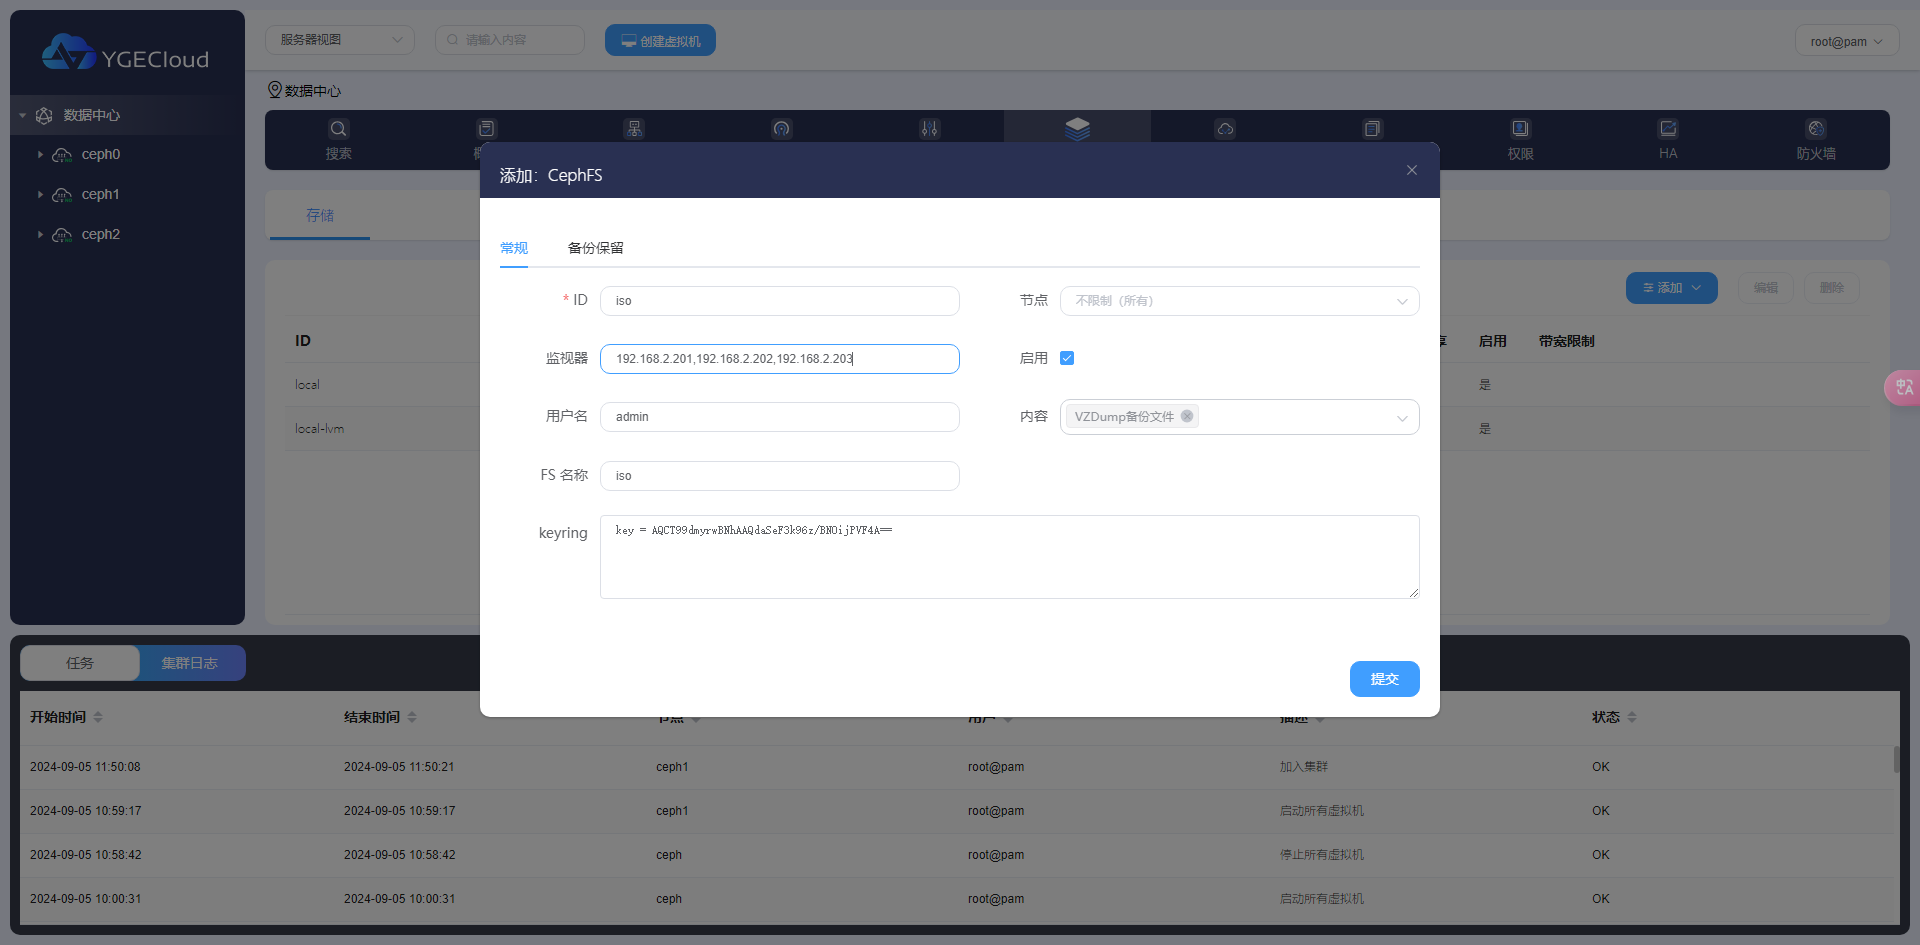 YGECloud
服务器视图
请输入内容
创建虚拟机
root@pam
数据中心
ceph0
ceph1
ceph2
数据中心
搜索
权限
HA
防火墙
存储
添加
编辑
删除
ID
启用
带宽限制
local
是
local-lvm
是
添加：CephFS
常规
备份保留
* ID
iso
节点
不限制（所有）
监视器
192.168.2.201,192.168.2.202,192.168.2.203
启用
用户名
admin
内容
VZDump备份文件
FS 名称
iso
keyring
key = AQCT99dmyrwBNhAAQdaSeF3k96z/BNOijPVF4A==
提交
中A
任务
集群日志
开始时间
结束时间
节点
用户
描述
状态
2024-09-05 11:50:08
2024-09-05 11:50:21
ceph1
root@pam
加入集群
OK
2024-09-05 10:59:17
2024-09-05 10:59:17
ceph1
root@pam
启动所有虚拟机
OK
2024-09-05 10:58:42
2024-09-05 10:58:42
ceph
root@pam
停止所有虚拟机
OK
2024-09-05 10:00:31
2024-09-05 10:00:31
ceph
root@pam
启动所有虚拟机
OK